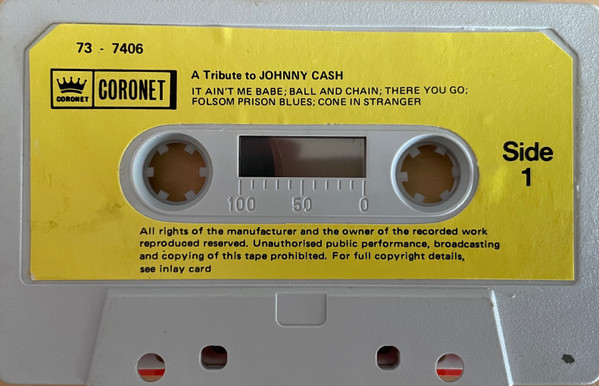 73 - 7406
CORONET
CORONET
A Tribute to JOHNNY CASH
IT AIN'T ME BABE; BALL AND CHAIN; THERE YOU GO;
FOLSOM PRISON BLUES; CONE IN STRANGER
Side
1
100 50 0
All rights of the manufacturer and the owner of the recorded work
reproduced reserved. Unauthorised public performance, broadcasting
and copying of this tape prohibited. For full copyright details,
see inlay card